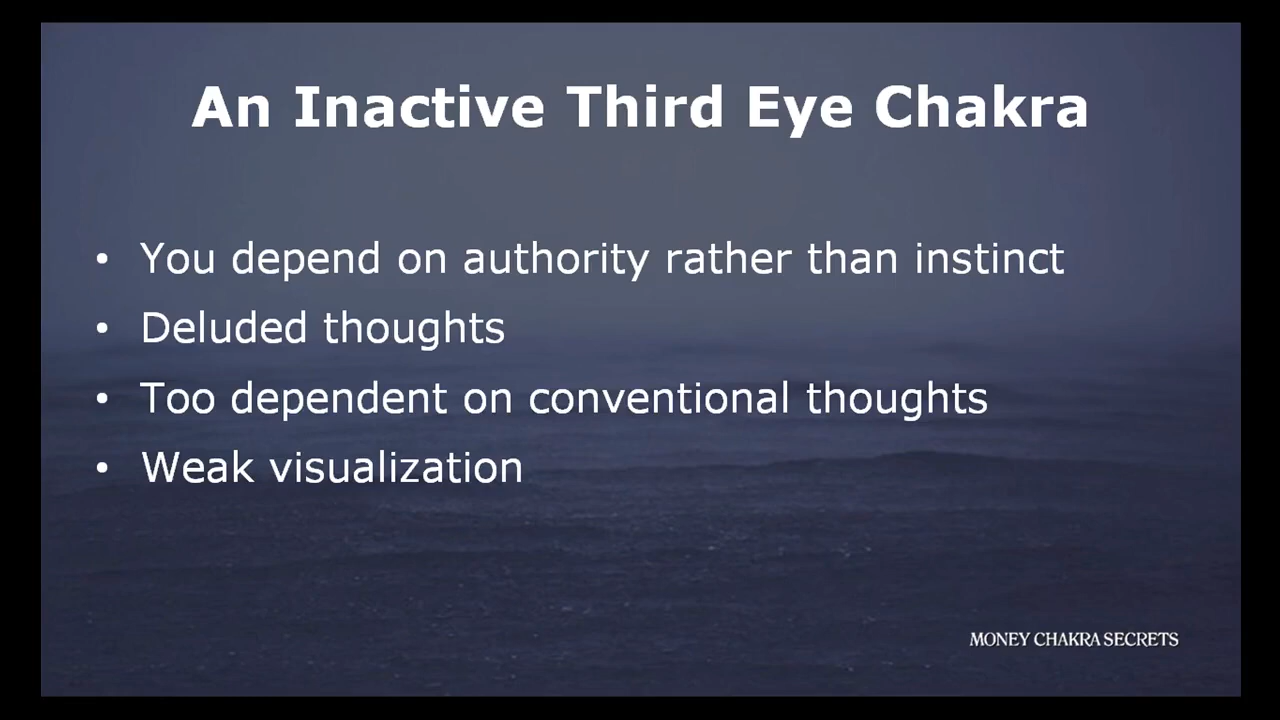 An Inactive Third Eye Chakra
• You depend on authority rather than instinct
• Deluded thoughts
• Too dependent on conventional thoughts
• Weak visualization
MONEY CHAKRA SECRETS